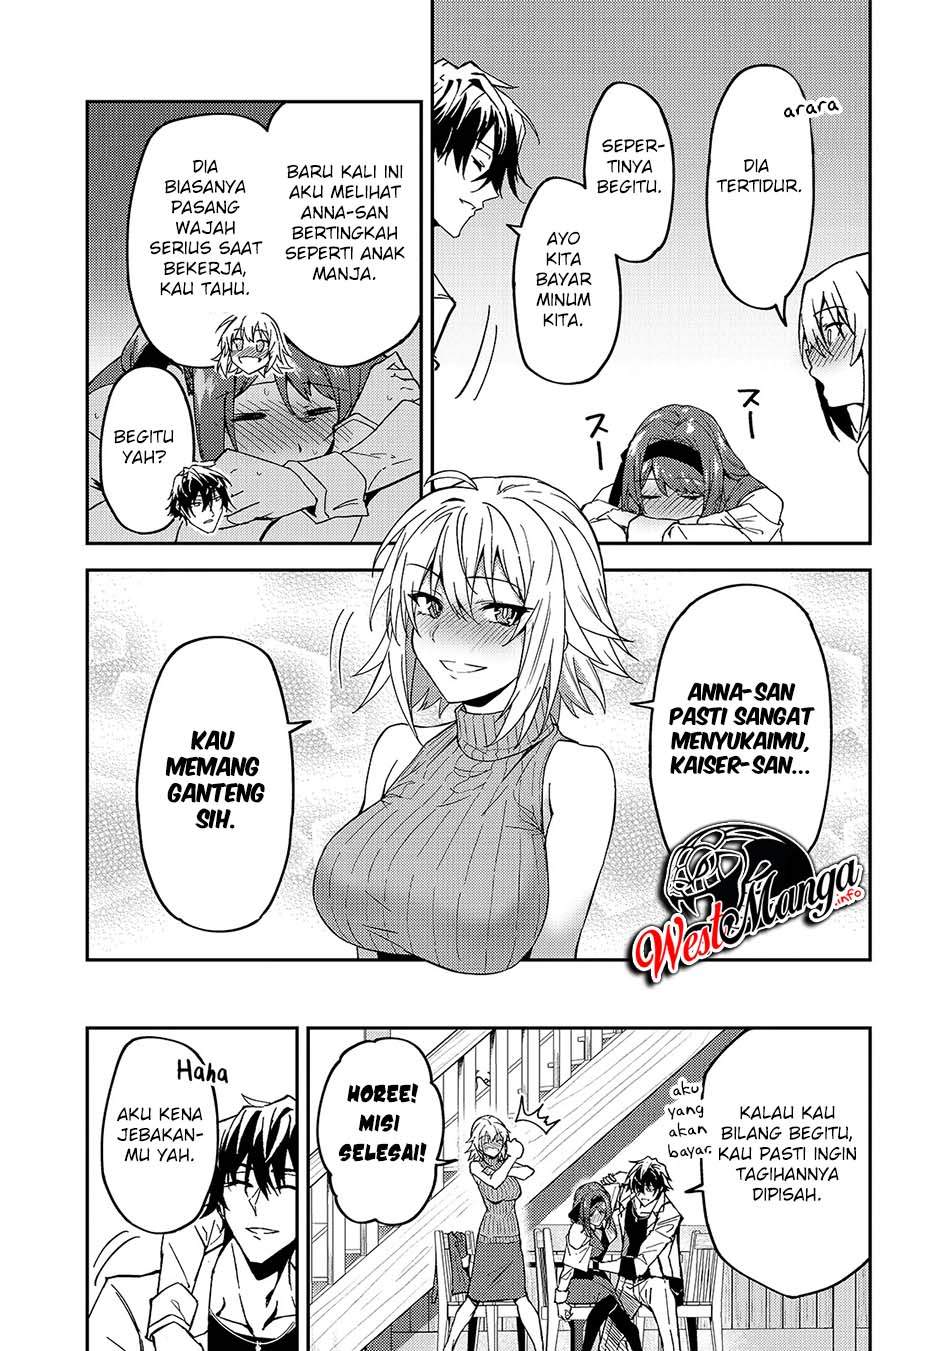 arara
DIA
TERTIDUR.
SEPER-
TINYA
BEGITU.
AYO
KITA
BAYAR
MINUM
KITA.
スー
スー
BARU KALI INI
AKU MELIHAT
ANNA-SAN
BERTINGKAH
SEPERTI ANAK
MANJA.
DIA
BIASANYA
PASANG
WAJAH
SERIUS SAAT
BEKERJA,
KAU TAHU.
BEGITU
YAH?
ANNA-SAN
PASTI SANGAT
MENYUKAIMU,
KAISER-SAN...
KAU
MEMANG
GANTENG
SIH.
WestManga
.info
KALAU KAU
BILANG BEGITU,
KAU PASTI INGIN
TAGIHANNYA
DIPISAH.
aku
yang
akan
bayar.
HOREE!
MISI
SELESAI!
Haha
AKU KENA
JEBAKAN-
MU YAH.